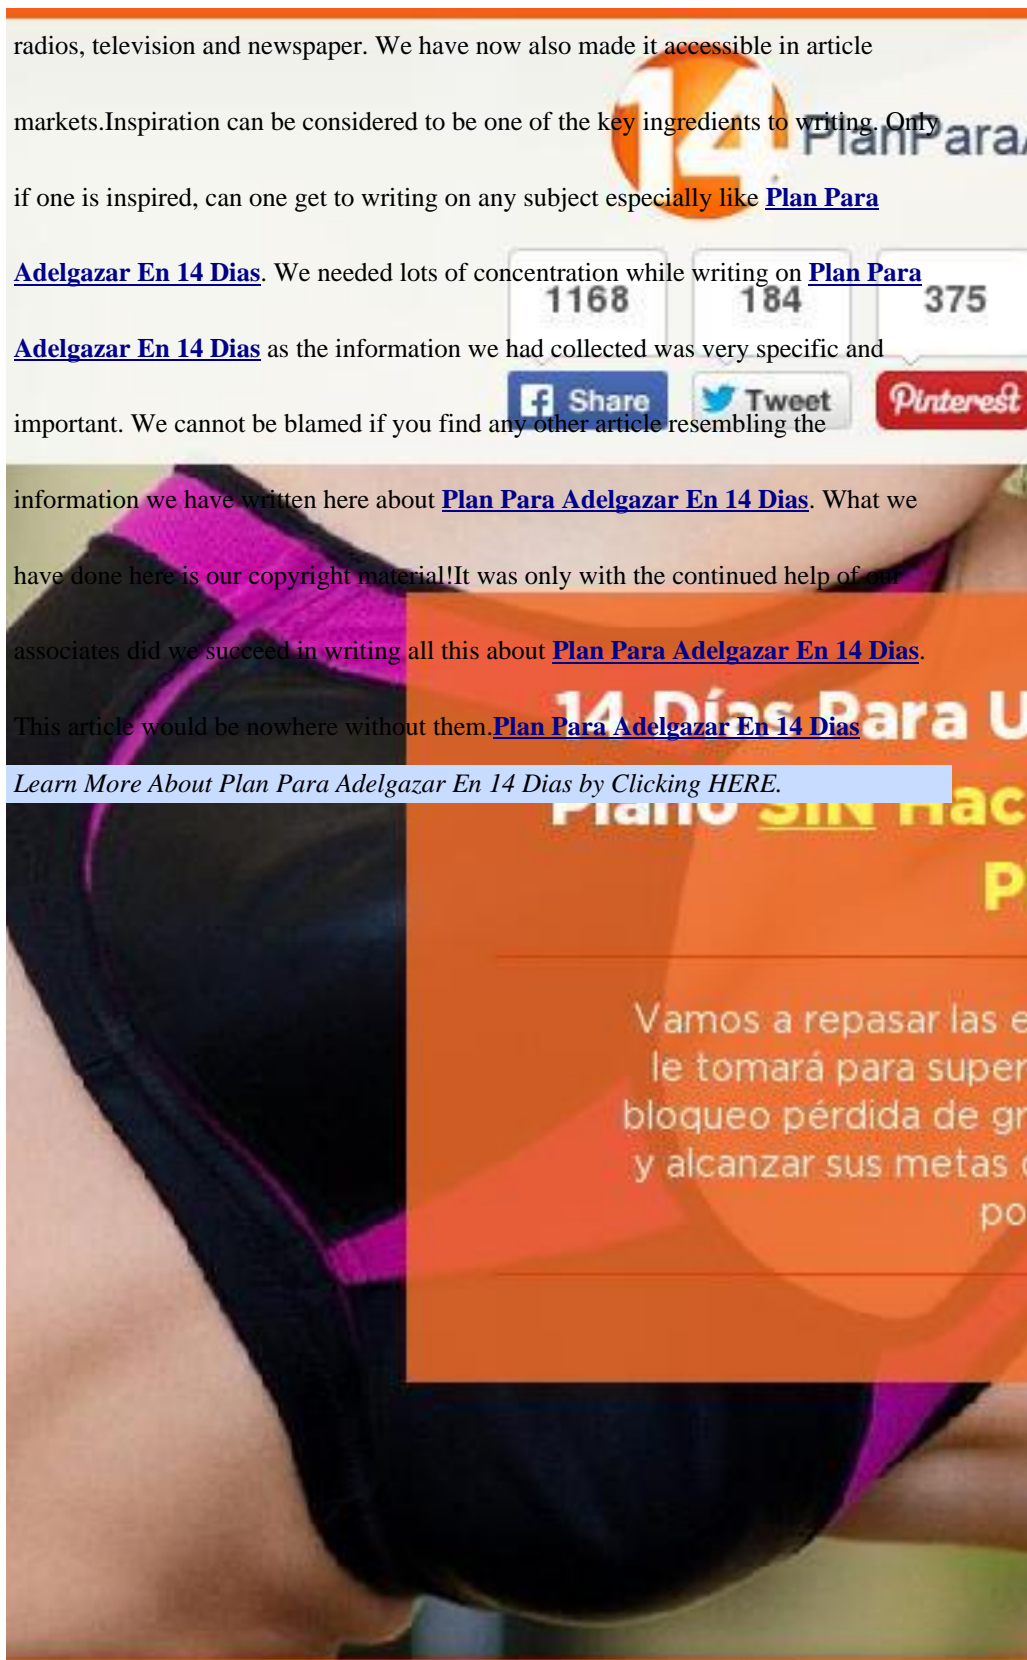 radios, television and newspaper. We have now also made it accessible in article
markets.Inspiration can be considered to be one of the key ingredients to writing. Only
if one is inspired, can one get to writing on any subject especially like Plan Para
Adelgazar En 14 Dias. We needed lots of concentration while writing on Plan Para
Adelgazar En 14 Dias as the information we had collected was very specific and
important. We cannot be blamed if you find any other article resembling the
information we have written here about Plan Para Adelgazar En 14 Dias. What we
have done here is our copyright material!It was only with the continued help of our
associates did we succeed in writing all this about Plan Para Adelgazar En 14 Dias.
This article would be nowhere without them.Plan Para Adelgazar En 14 Dias
Learn More About Plan Para Adelgazar En 14 Dias by Clicking HERE.
14
PlanPara
1168 184 375
Share Tweet Pinterest
14 Días Para U
Plano SIN Hac
P
Vamos a repasar las e
le tomará para super
bloqueo pérdida de gr
y alcanzar sus metas
po